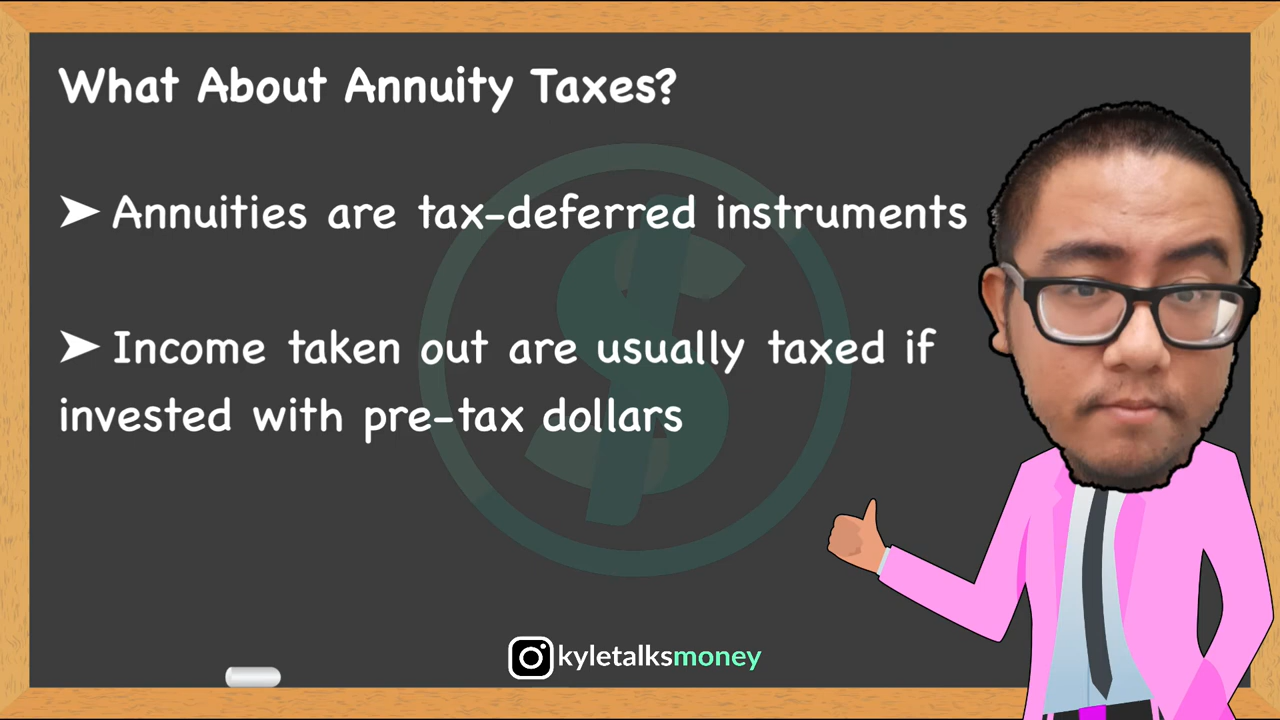 What About Annuity Taxes?
➤ Annuities are tax-deferred instruments
➤ Income taken out are usually taxed if
invested with pre-tax dollars
kyletalksmoney